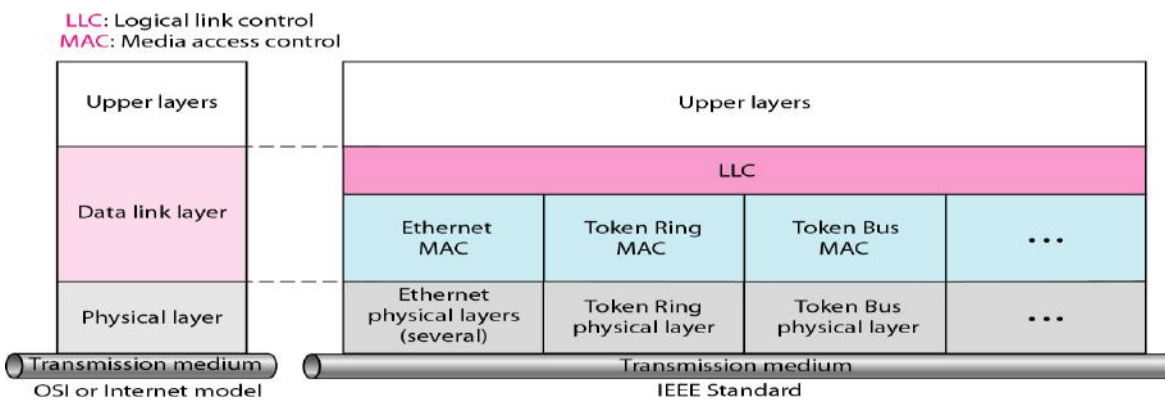 LLC: Logical link control
MAC: Media access control
Upper layers
Data link layer
Physical layer
Transmission medium
OSI or Internet model
Upper layers
LLC
Ethernet
MAC
Token Ring
MAC
Token Bus
MAC
...
Ethernet
physical layers
(several)
Token Ring
physical layer
Token Bus
physical layer
...
Transmission medium
IEEE Standard